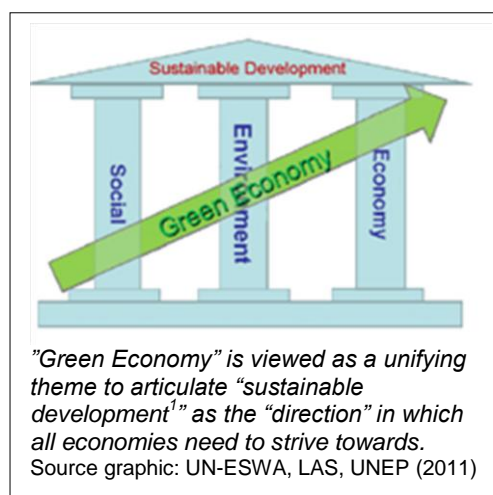 Sustainable Development
Social
Environment
Economy
Green Economy
”Green Economy” is viewed as a unifying
theme to articulate “sustainable
development¹” as the “direction” in which
all economies need to strive towards.
Source graphic: UN-ESWA, LAS, UNEP (2011)